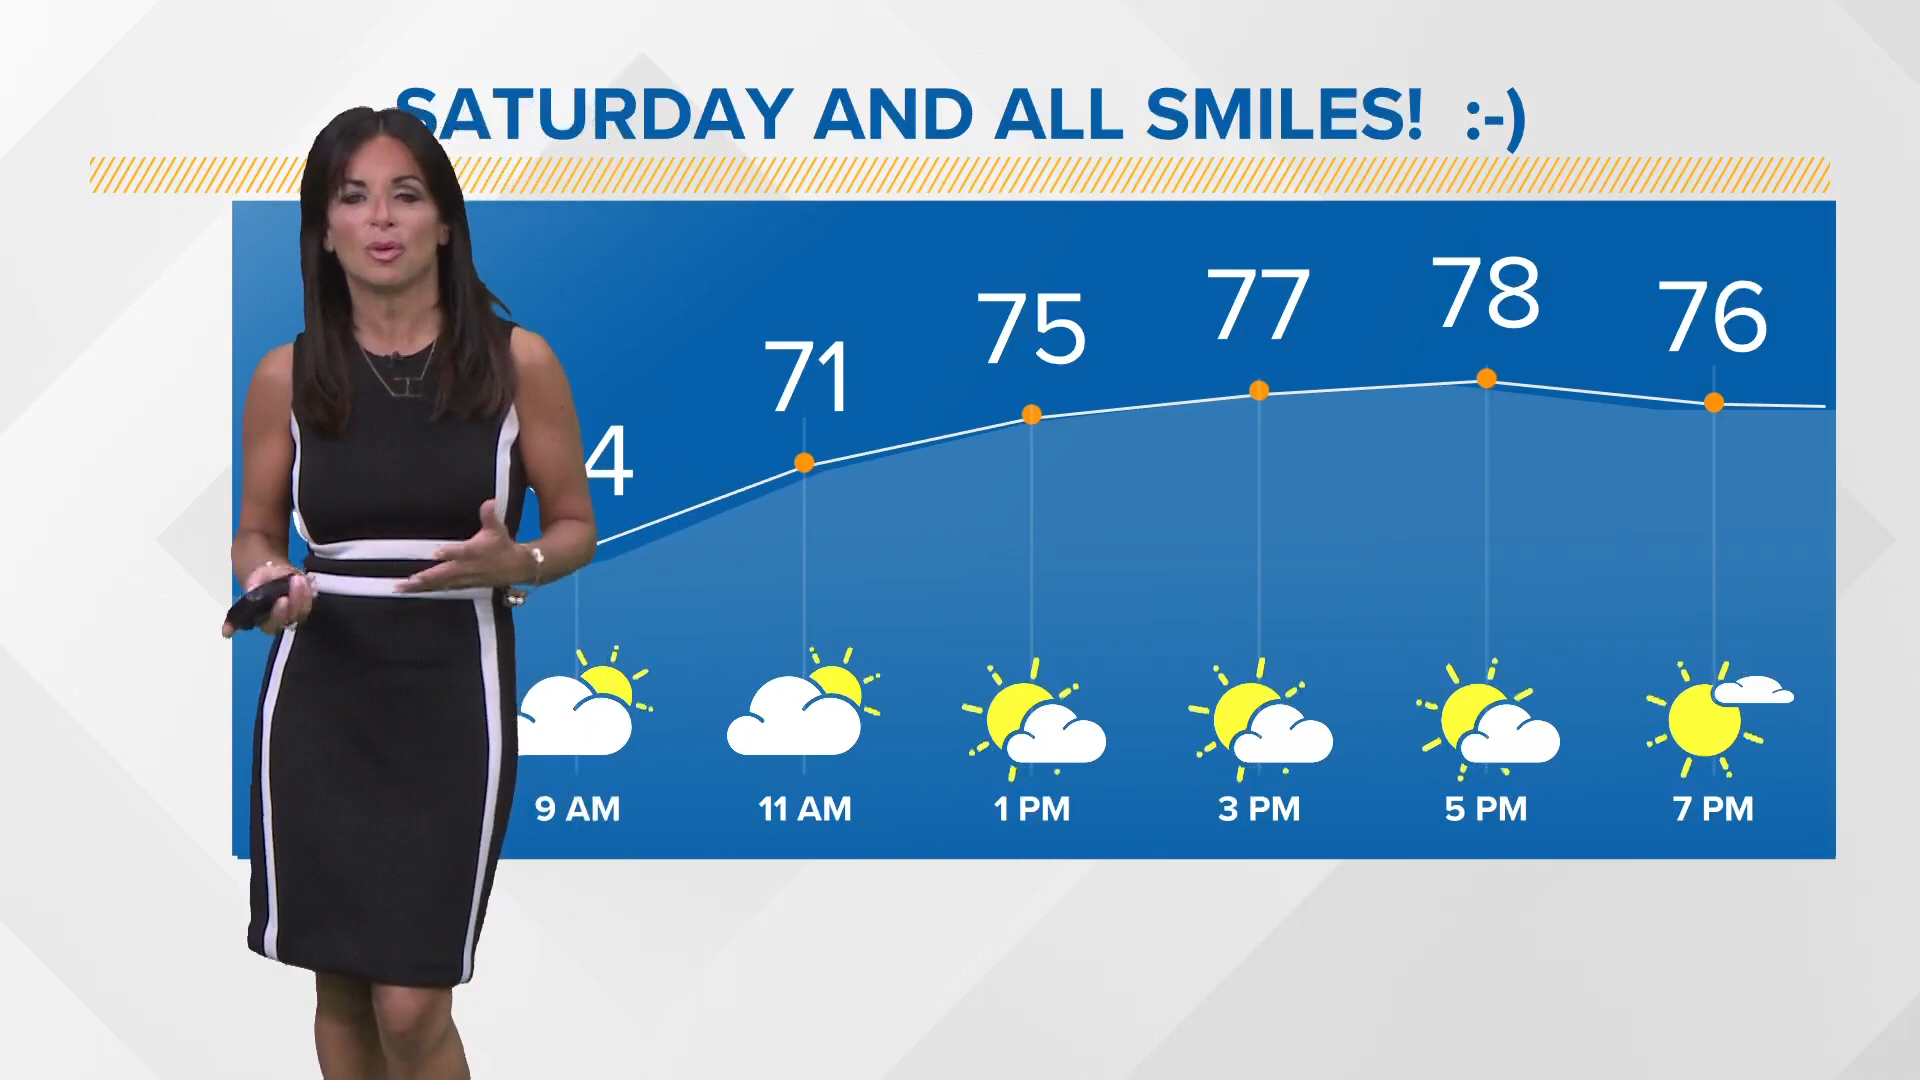 SATURDAY AND ALL SMILES! :-)
4 71 75 77 78 76
9 AM 11 AM 1 PM 3 PM 5 PM 7 PM